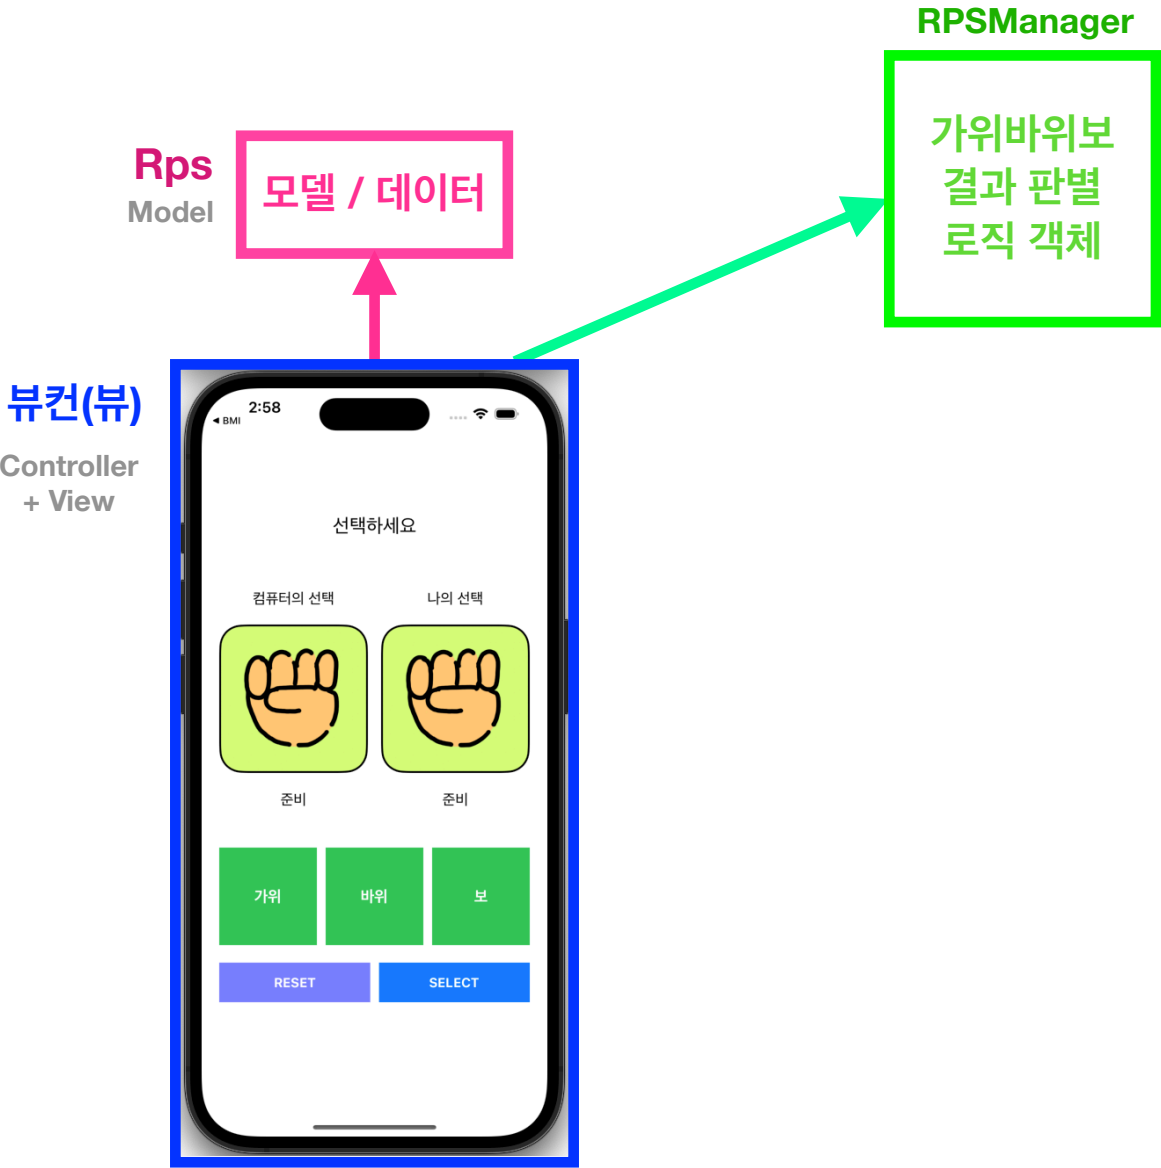 RPSManager
가위바위보
결과 판별
로직 객체
Rps
Model
모델 / 데이터
뷰컨(뷰)
Controller
+ View
2:58
◀ BMI
선택하세요
컴퓨터의 선택
나의 선택
준비
준비
가위
바위
보
RESET
SELECT